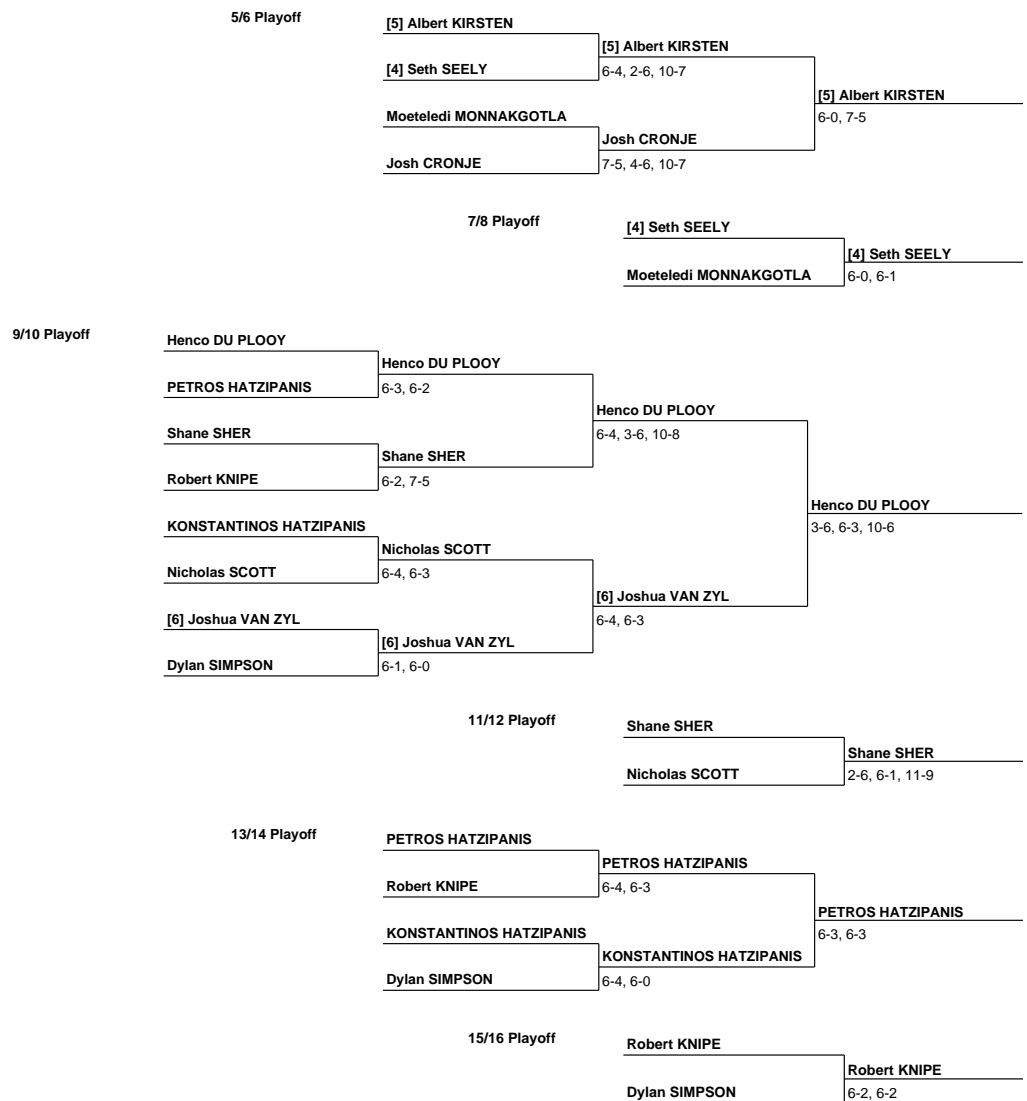 5/6 Playoff
[5] Albert KIRSTEN
[5] Albert KIRSTEN
[4] Seth SEELY
6-4, 2-6, 10-7
[5] Albert KIRSTEN
Moeteledi MONNAKGOTLA
6-0, 7-5
Josh CRONJE
Josh CRONJE
7-5, 4-6, 10-7
7/8 Playoff
[4] Seth SEELY
[4] Seth SEELY
Moeteledi MONNAKGOTLA
6-0, 6-1
9/10 Playoff
Henco DU PLOOY
Henco DU PLOOY
PETROS HATZIPANIS
6-3, 6-2
Henco DU PLOOY
Shane SHER
6-4, 3-6, 10-8
Shane SHER
Robert KNIPE
6-2, 7-5
Henco DU PLOOY
KONSTANTINOS HATZIPANIS
3-6, 6-3, 10-6
Nicholas SCOTT
Nicholas SCOTT
6-4, 6-3
[6] Joshua VAN ZYL
[6] Joshua VAN ZYL
6-4, 6-3
[6] Joshua VAN ZYL
Dylan SIMPSON
6-1, 6-0
11/12 Playoff
Shane SHER
Shane SHER
Nicholas SCOTT
2-6, 6-1, 11-9
13/14 Playoff
PETROS HATZIPANIS
PETROS HATZIPANIS
Robert KNIPE
6-4, 6-3
PETROS HATZIPANIS
KONSTANTINOS HATZIPANIS
6-3, 6-3
KONSTANTINOS HATZIPANIS
Dylan SIMPSON
6-4, 6-0
15/16 Playoff
Robert KNIPE
Robert KNIPE
Dylan SIMPSON
6-2, 6-2